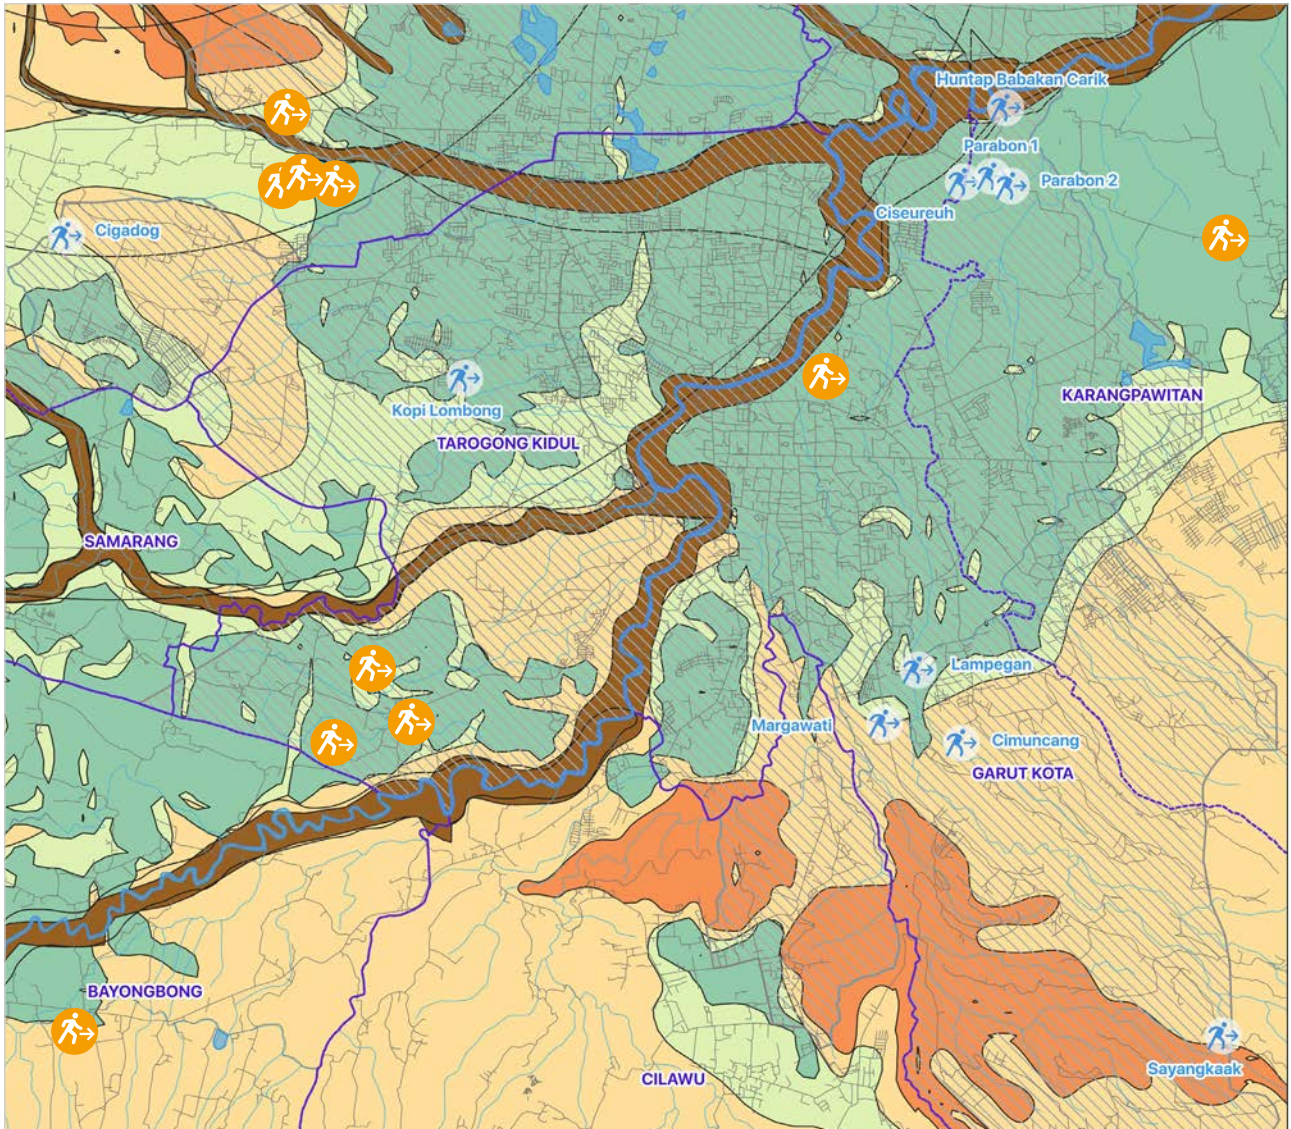 Huntap Babakan Carik
Parabon 1
Parabon 2
Ciseureuh
Cigadog
KARANGPAWITAN
Kopi Lombong
TAROGONG KIDUL
SAMARANG
Lampegan
Margawati
Cimuncang
GARUT KOTA
BAYONGBONG
Sayangkaak
CILAWU